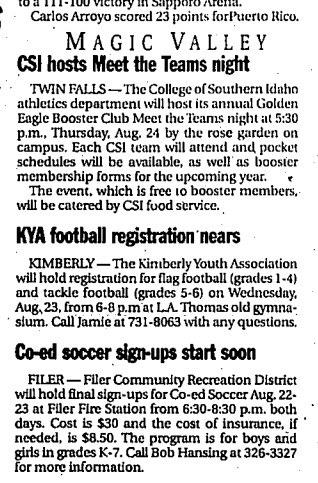 to a 111-100 victory in Sapporo Arena.
Carlos Arroyo scored 23 points forPuerto Rico.
MAGIC VALLEY
CSI hosts Meet the Teams night
TWIN FALLS — The College of Southern Idaho
athletics department will host its annual Golden
Eagle Booster Club Meet the Teams night at 5:30
p.m., Thursday, Aug. 24 by the rose garden on
campus. Each CSI team will attend and pocket
schedules will be available, as well as booster
membership forms for the upcoming year.
The event, which is free to booster members,
will be catered by CSI food service.
KYA football registration nears
KIMBERLY — The Kimberly Youth Association
will hold registration for flag football (grades 1-4)
and tackle football (grades 5-6) on Wednesday,
Aug. 23, from 6-8 p.m at L.A. Thomas old gymna-
sium. Call Jamie at 731-8063 with any questions.
Co-ed soccer sign-ups start soon
FILER — Filer Community Recreation District
will hold final sign-ups for Co-ed Soccer Aug. 22-
23 at Filer Fire Station from 6:30-8:30 p.m. both
days. Cost is $30 and the cost of insurance, if
needed, is $8.50. The program is for boys and
girls in grades K-7. Call Bob Hansing at 326-3327
for more information.